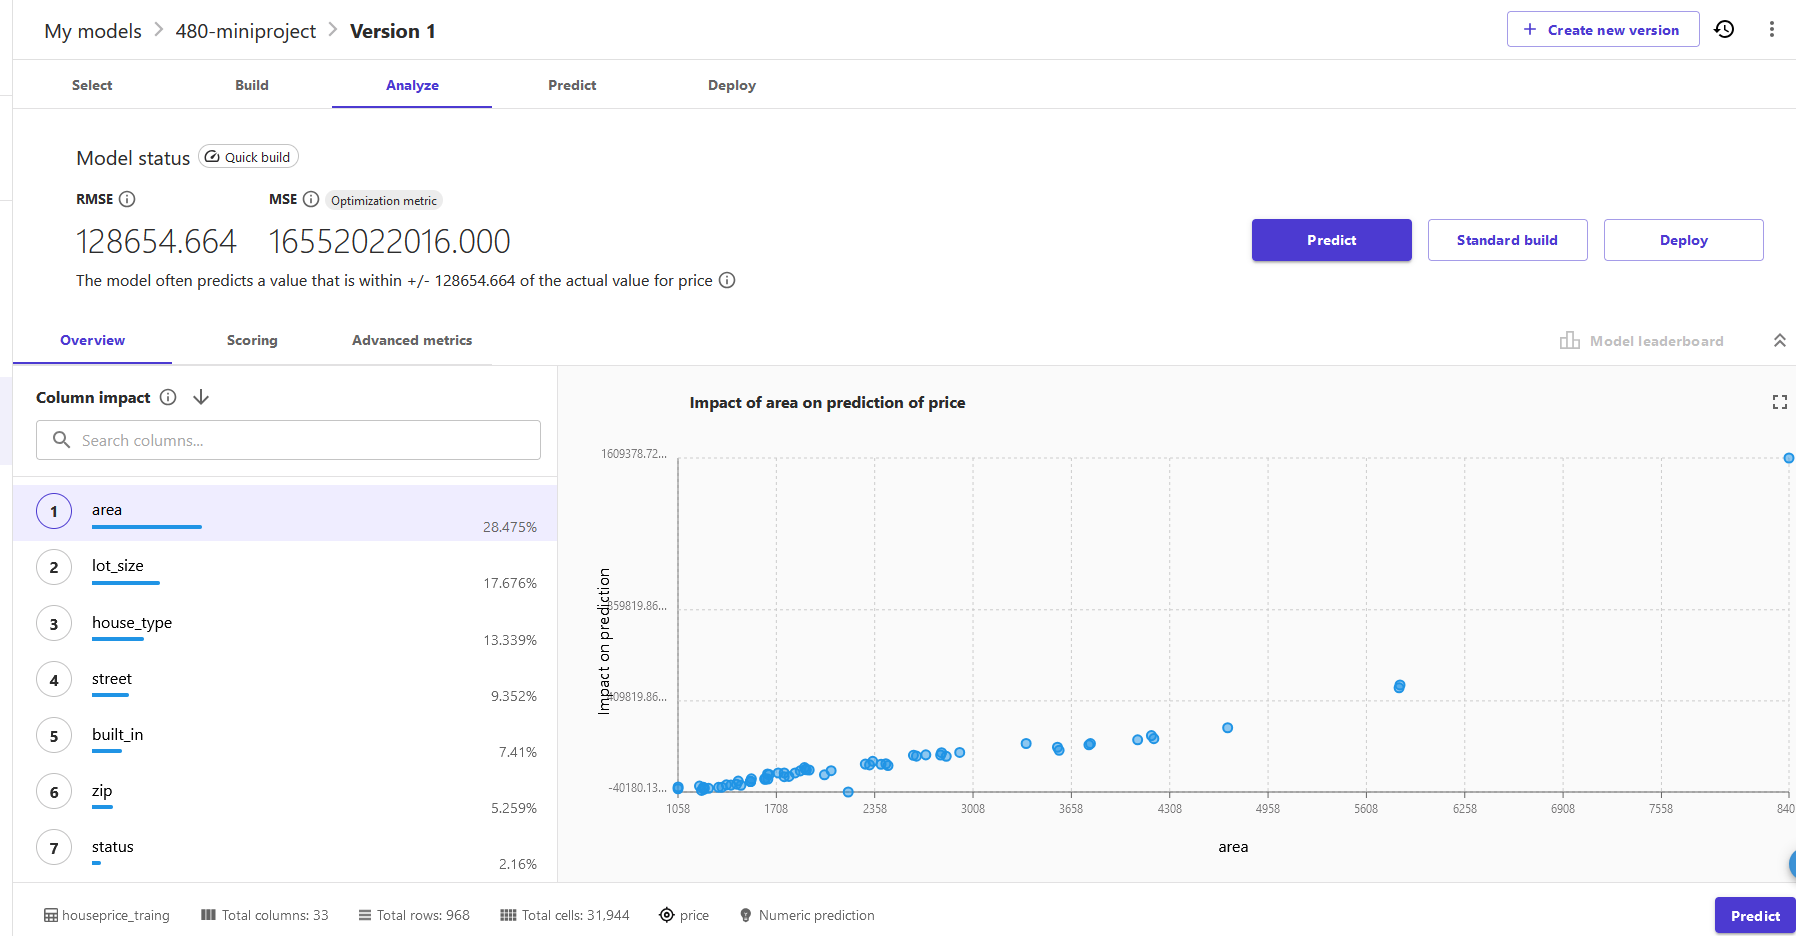 My models > 480-miniproject > Version 1
+ Create new version
Select Build Analyze Predict Deploy
Model status Quick build
RMSE MSE Optimization metric
128654.664 16552022016.000
Predict Standard build Deploy
The model often predicts a value that is within +/- 128654.664 of the actual value for price
Overview Scoring Advanced metrics
Model leaderboard
Column impact
Search columns...
1 area 28.475%
2 lot_size 17.676%
3 house_type 13.339%
4 street 9.352%
5 built_in 7.41%
6 zip 5.259%
7 status 2.16%
Impact of area on prediction of price
Impact on prediction
1609378.72...
859819.86...
409819.86...
-40180.13...
1058 1708 2358 3008 3658 4308 4958 5608 6258 6908 7558 840
area
houseprice_traing Total columns: 33 Total rows: 968 Total cells: 31,944 price Numeric prediction
Predict